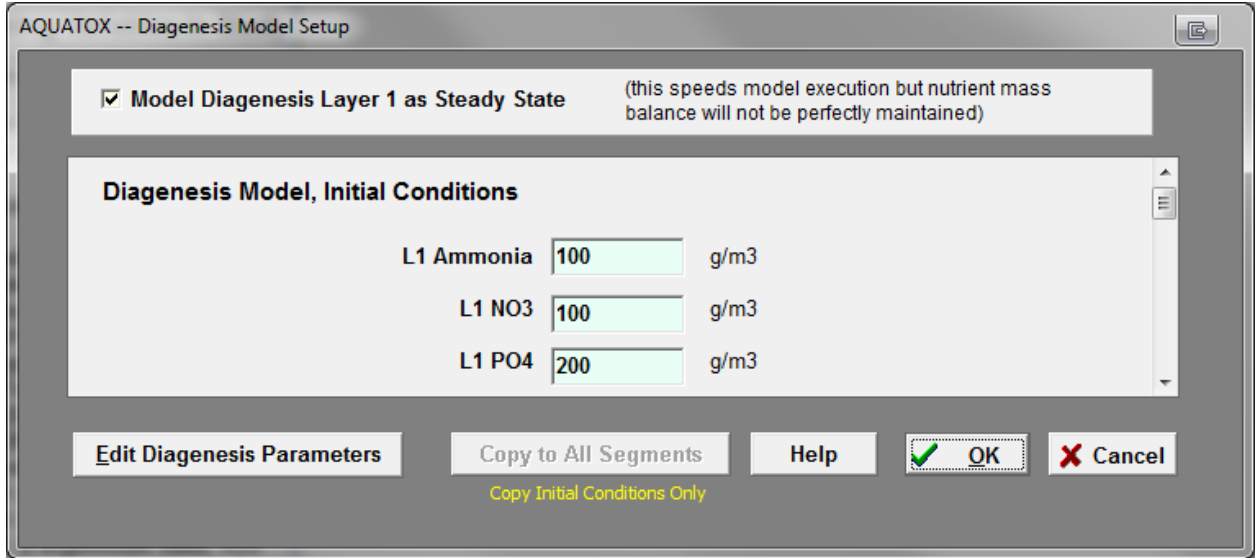 AQUATOX -- Diagenesis Model Setup
Model Diagenesis Layer 1 as Steady State
(this speeds model execution but nutrient mass
balance will not be perfectly maintained)
Diagenesis Model, Initial Conditions
L1 Ammonia 100 g/m3
L1 NO3 100 g/m3
L1 PO4 200 g/m3
Edit Diagenesis Parameters Copy to All Segments Help OK Cancel
Copy Initial Conditions Only